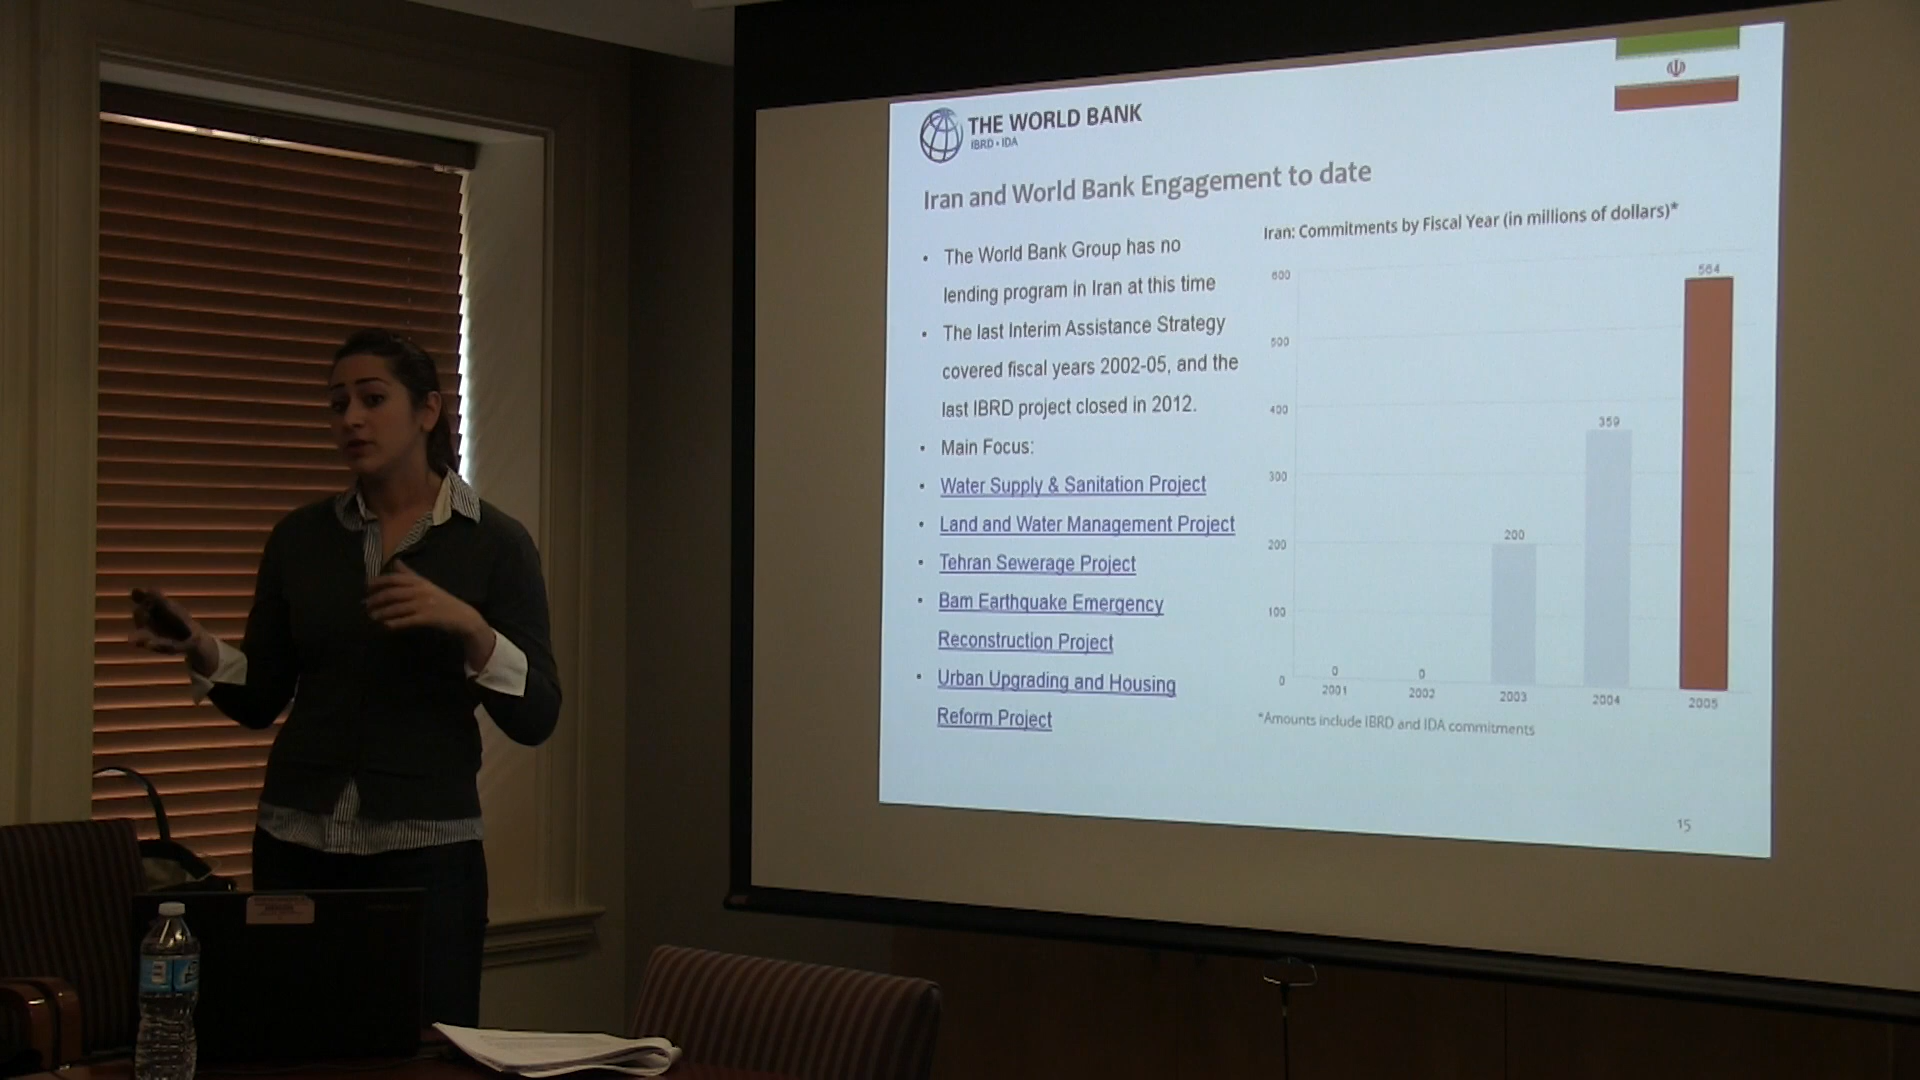 THE WORLD BANK
IBRD • IDA
Iran and World Bank Engagement to date
• The World Bank Group has no
lending program in Iran at this time
• The last Interim Assistance Strategy
covered fiscal years 2002-05, and the
last IBRD project closed in 2012.
• Main Focus:
• Water Supply & Sanitation Project
• Land and Water Management Project
• Tehran Sewerage Project
• Bam Earthquake Emergency
Reconstruction Project
• Urban Upgrading and Housing
Reform Project
Iran: Commitments by Fiscal Year (in millions of dollars)*
600
500
400
300
200
100
0
0
0
200
359
564
2001
2002
2003
2004
2005
*Amounts include IBRD and IDA commitments
15